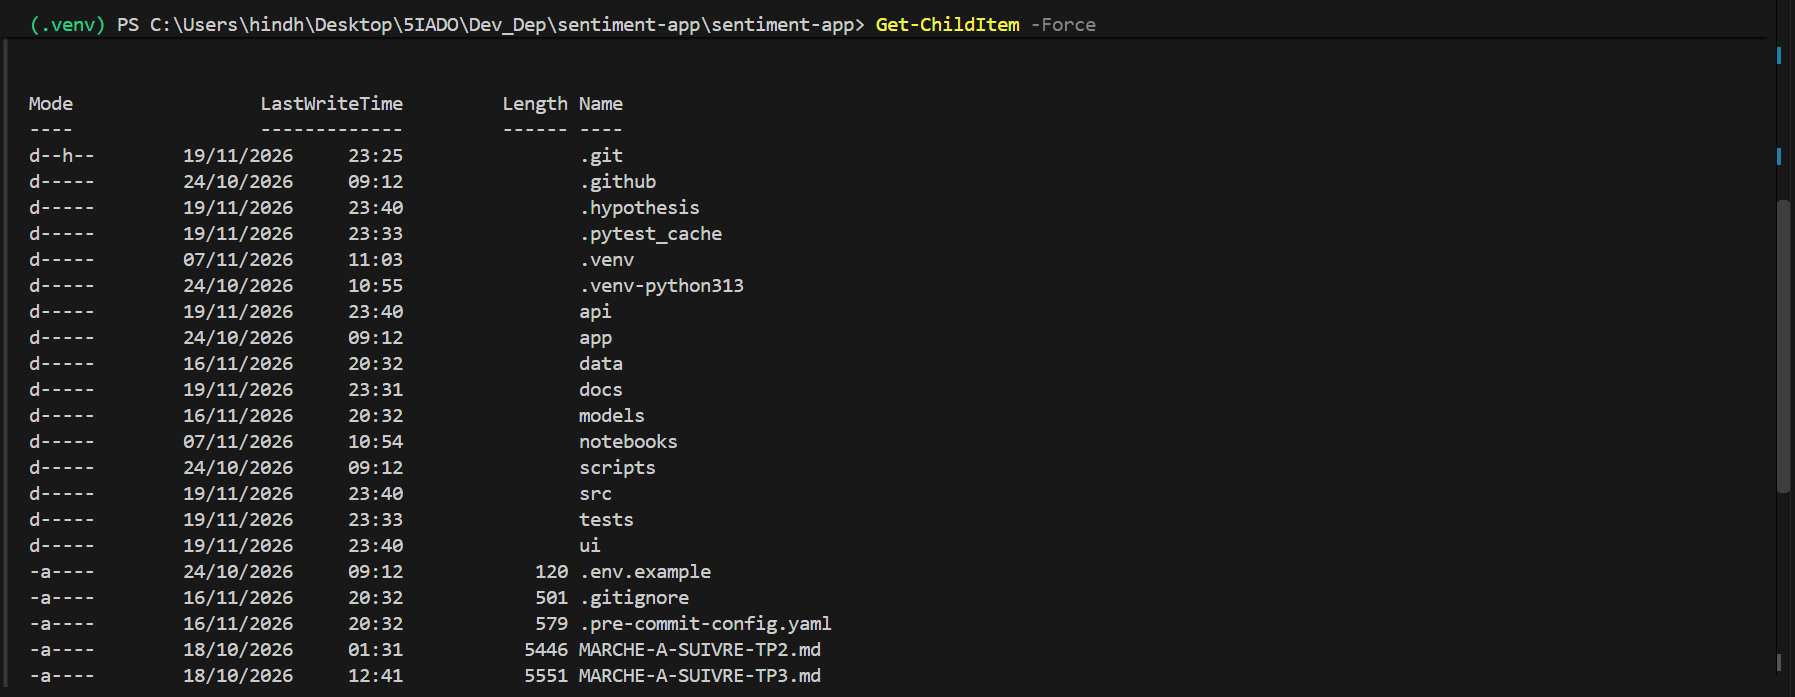 (.venv) PS C:\Users\hindh\Desktop\5IADO\Dev_Dep\sentiment-app\sentiment-app> Get-ChildItem -Force
Mode LastWriteTime Length Name
---- ------------- ------ ----
d--h-- 19/11/2026 23:25 .git
d----- 24/10/2026 09:12 .github
d----- 19/11/2026 23:40 .hypothesis
d----- 19/11/2026 23:33 .pytest_cache
d----- 07/11/2026 11:03 .venv
d----- 24/10/2026 10:55 .venv-python313
d----- 19/11/2026 23:40 api
d----- 24/10/2026 09:12 app
d----- 16/11/2026 20:32 data
d----- 19/11/2026 23:31 docs
d----- 16/11/2026 20:32 models
d----- 07/11/2026 10:54 notebooks
d----- 24/10/2026 09:12 scripts
d----- 19/11/2026 23:40 src
d----- 19/11/2026 23:33 tests
d----- 19/11/2026 23:40 ui
-a---- 24/10/2026 09:12 120 .env.example
-a---- 16/11/2026 20:32 501 .gitignore
-a---- 16/11/2026 20:32 579 .pre-commit-config.yaml
-a---- 18/10/2026 01:31 5446 MARCHE-A-SUIVRE-TP2.md
-a---- 18/10/2026 12:41 5551 MARCHE-A-SUIVRE-TP3.md